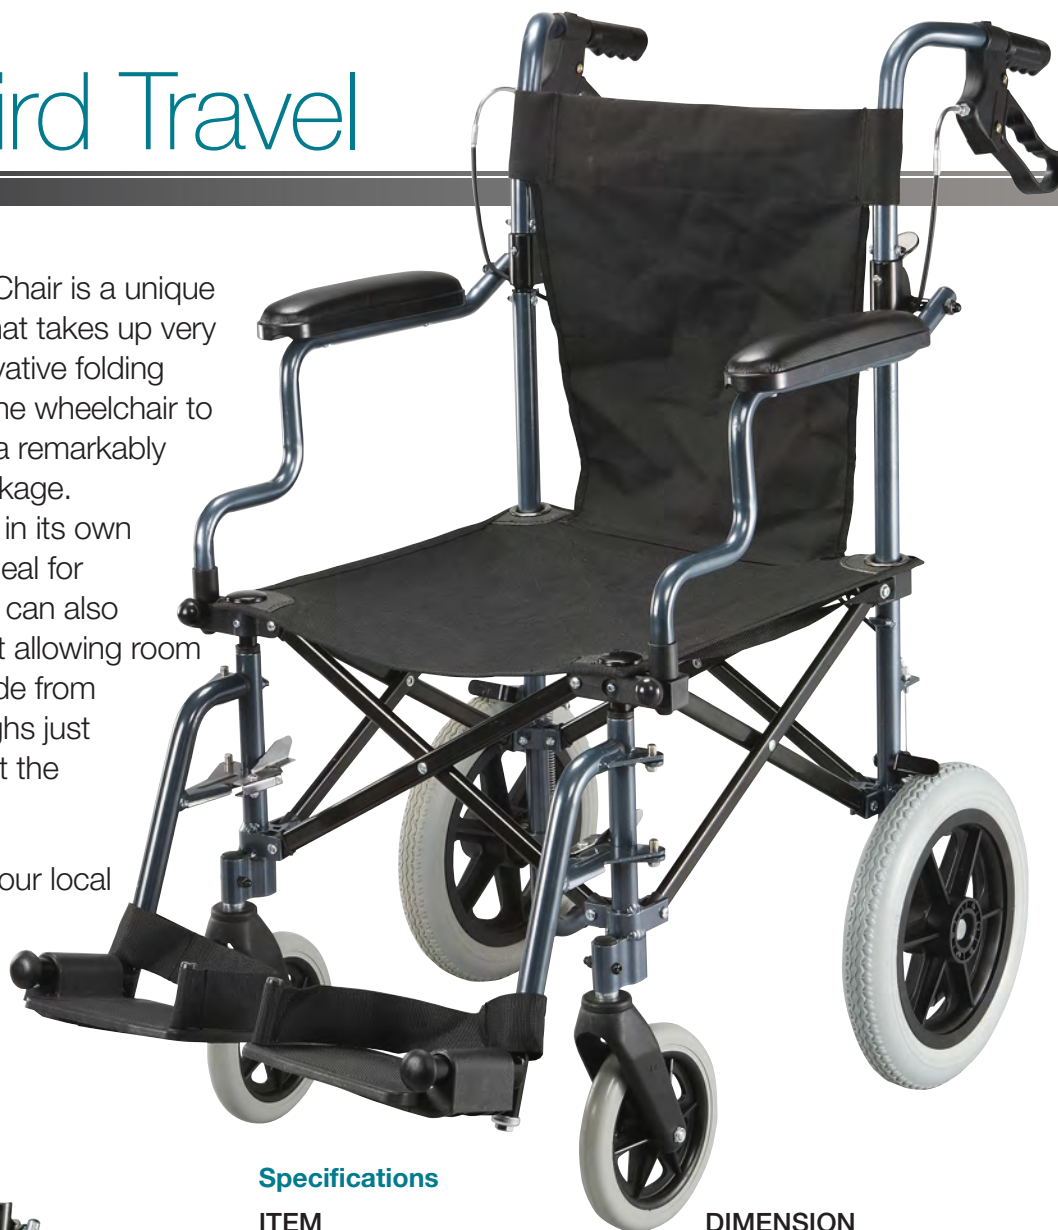 ird Travel
Chair is a unique
at takes up very
vative folding
he wheelchair to
a remarkably
kage.
in its own
eal for
can also
t allowing room
de from
ghs just
t the
our local
Specifications
ITEM DIMENSION